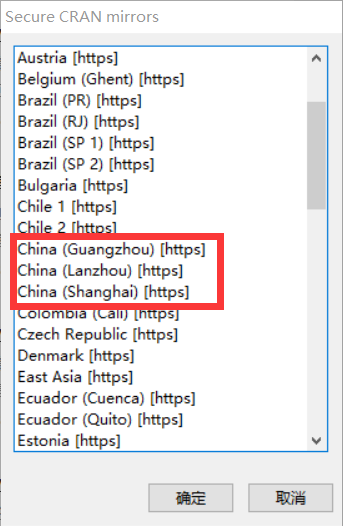 Secure CRAN mirrors
Austria [https]
Belgium (Ghent) [https]
Brazil (PR) [https]
Brazil (RJ) [https]
Brazil (SP 1) [https]
Brazil (SP 2) [https]
Bulgaria [https]
Chile 1 [https]
Chile 2 [https]
China (Guangzhou) [https]
China (Lanzhou) [https]
China (Shanghai) [https]
Colombia (Cali) [https]
Czech Republic [https]
Denmark [https]
East Asia [https]
Ecuador (Cuenca) [https]
Ecuador (Quito) [https]
Estonia [https]
确定 取消